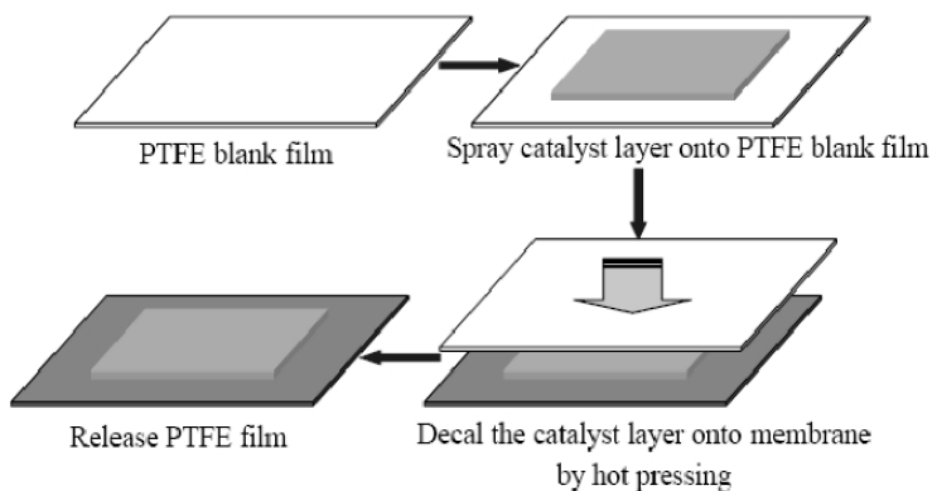 PTFE blank film
Spray catalyst layer onto PTFE blank film
Release PTFE film
Decal the catalyst layer onto membrane
by hot pressing